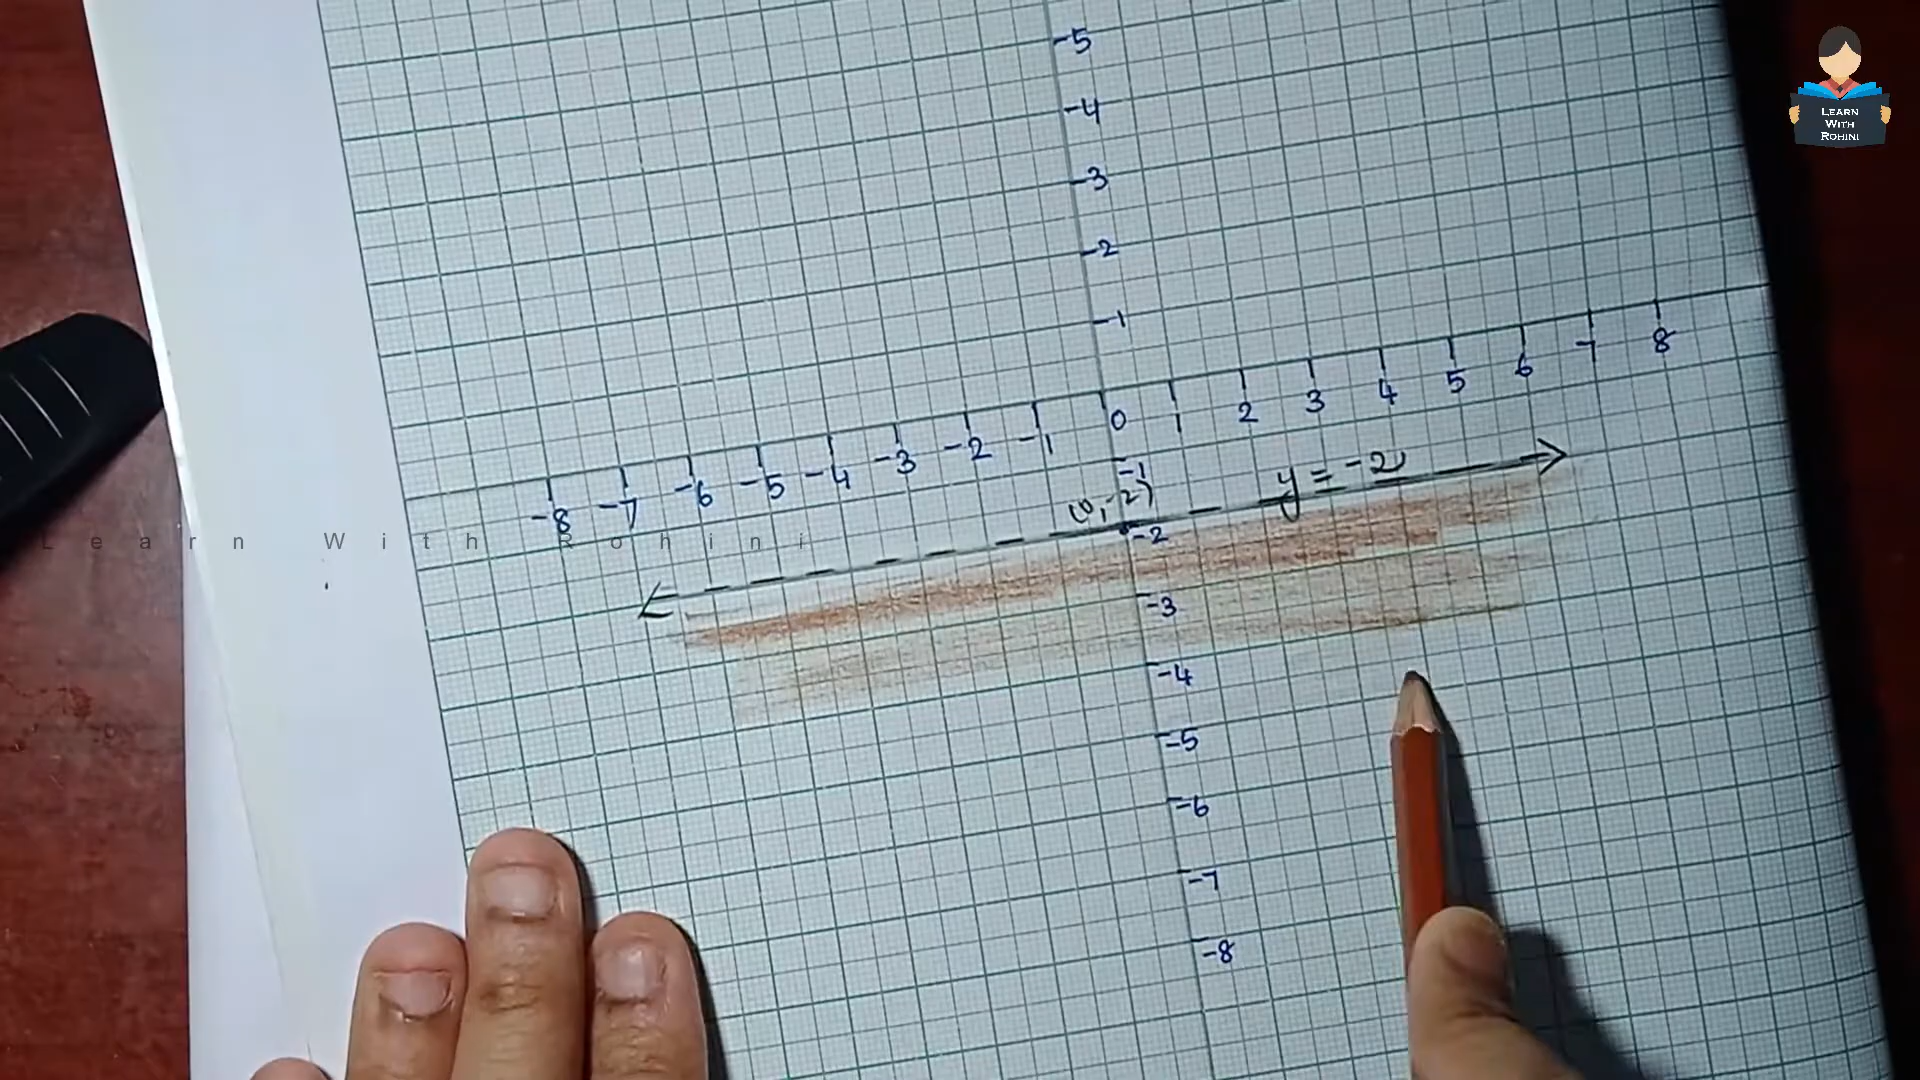 -5
-4
-3
-2
-1
-8 -7 -6 -5 -4 -3 -2 -1 0 1 2 3 4 5 6 7 8
-1
(0,-2) y = -2
-2
-3
-4
-5
-6
-7
-8
LEARN
WITH
ROHINI
Learn With Rohini